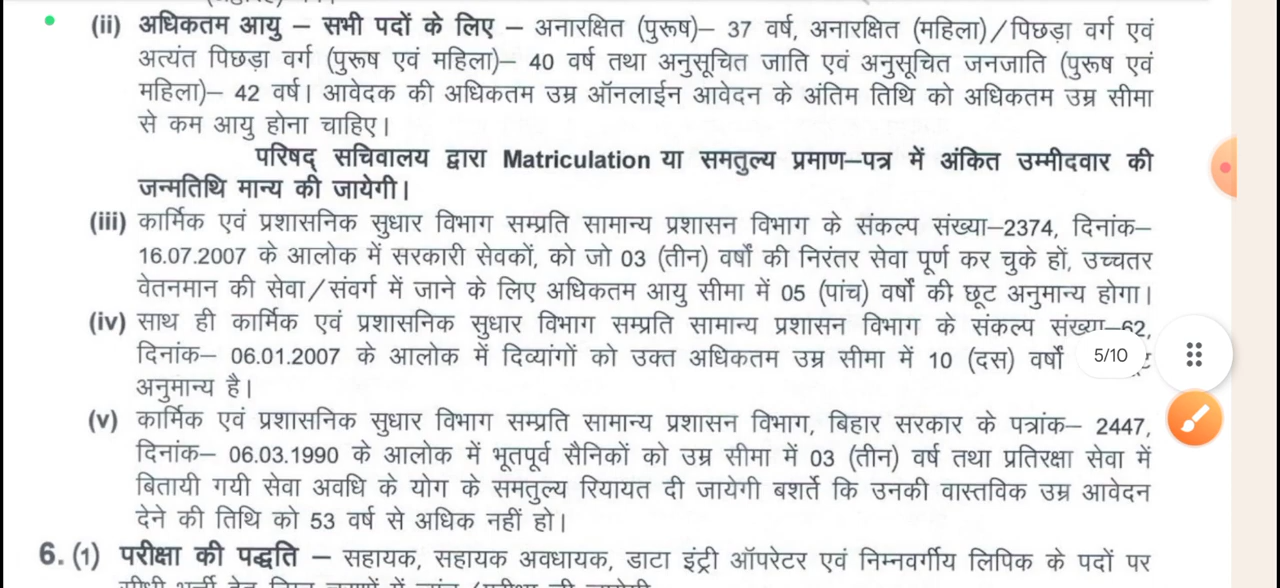 (ii) अधिकतम आयु – सभी पदों के लिए – अनारक्षित (पुरूष)– 37 वर्ष, अनारक्षित (महिला)/पिछड़ा वर्ग एवं
अत्यंत पिछड़ा वर्ग (पुरूष एवं महिला)– 40 वर्ष तथा अनुसूचित जाति एवं अनुसूचित जनजाति (पुरूष एवं
महिला)– 42 वर्ष। आवेदक की अधिकतम उम्र ऑनलाईन आवेदन के अंतिम तिथि को अधिकतम उम्र सीमा
से कम आयु होना चाहिए।
परिषद् सचिवालय द्वारा Matriculation या समतुल्य प्रमाण–पत्र में अंकित उम्मीदवार की
जन्मतिथि मान्य की जायेगी।
(iii) कार्मिक एवं प्रशासनिक सुधार विभाग सम्प्रति सामान्य प्रशासन विभाग के संकल्प संख्या–2374, दिनांक–
16.07.2007 के आलोक में सरकारी सेवकों, को जो 03 (तीन) वर्षों की निरंतर सेवा पूर्ण कर चुके हों, उच्चतर
वेतनमान की सेवा/संवर्ग में जाने के लिए अधिकतम आयु सीमा में 05 (पांच) वर्षों की छूट अनुमान्य होगा।
(iv) साथ ही कार्मिक एवं प्रशासनिक सुधार विभाग सम्प्रति सामान्य प्रशासन विभाग के संकल्प संख्या–62,
दिनांक– 06.01.2007 के आलोक में दिव्यांगों को उक्त अधिकतम उम्र सीमा में 10 (दस) वर्षों
5/10
अनुमान्य है।
(v) कार्मिक एवं प्रशासनिक सुधार विभाग सम्प्रति सामान्य प्रशासन विभाग, बिहार सरकार के पत्रांक– 2447,
दिनांक– 06.03.1990 के आलोक में भूतपूर्व सैनिकों को उम्र सीमा में 03 (तीन) वर्ष तथा प्रतिरक्षा सेवा में
बितायी गयी सेवा अवधि के योग के समतुल्य रियायत दी जायेगी बशर्ते कि उनकी वास्तविक उम्र आवेदन
देने की तिथि को 53 वर्ष से अधिक नहीं हो।
6. (1) परीक्षा की पद्धति – सहायक, सहायक अवधायक, डाटा इंट्री ऑपरेटर एवं निम्नवर्गीय लिपिक के पदों पर